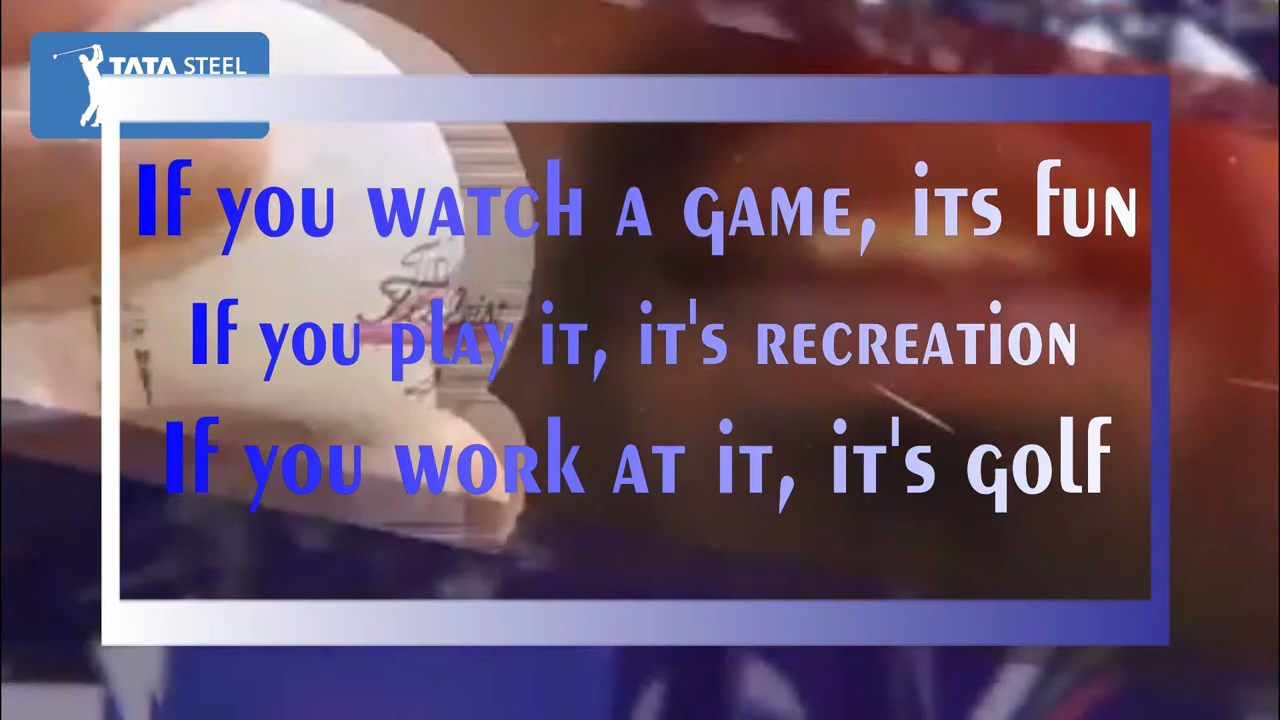 TATA STEEL
If you watch a game, its fun
If you play it, it's recreation
If you work at it, it's golf